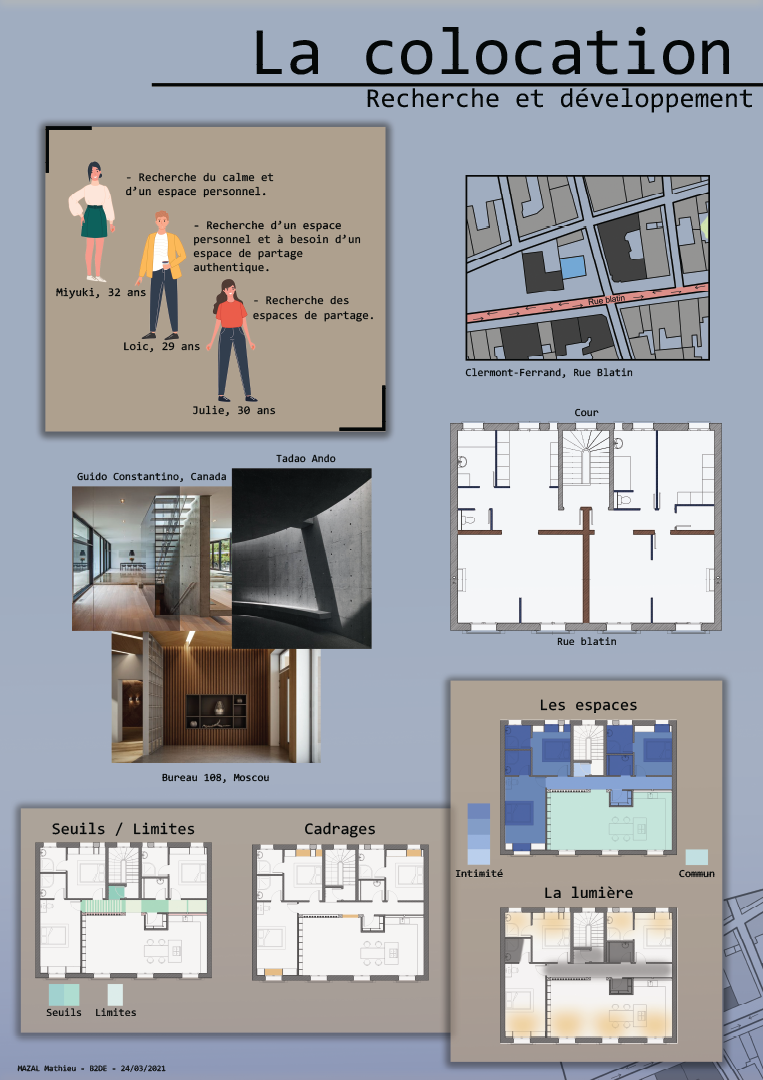 La colocation
Recherche et développement
- Recherche du calme et
d'un espace personnel.
- Recherche d'un espace
personnel et à besoin d'un
espace de partage
authentique.
Miyuki, 32 ans
- Recherche des
espaces de partage.
Loic, 29 ans
Julie, 30 ans
Rue blatin
Clermont-Ferrand, Rue Blatin
Cour
Rue blatin
Tadao Ando
Guido Constantino, Canada
Bureau 108, Moscou
Les espaces
Intimité
Commun
La lumière
Seuils / Limites
Cadrages
Seuils
Limites
MAZAL Mathieu - B2DE - 24/03/2021